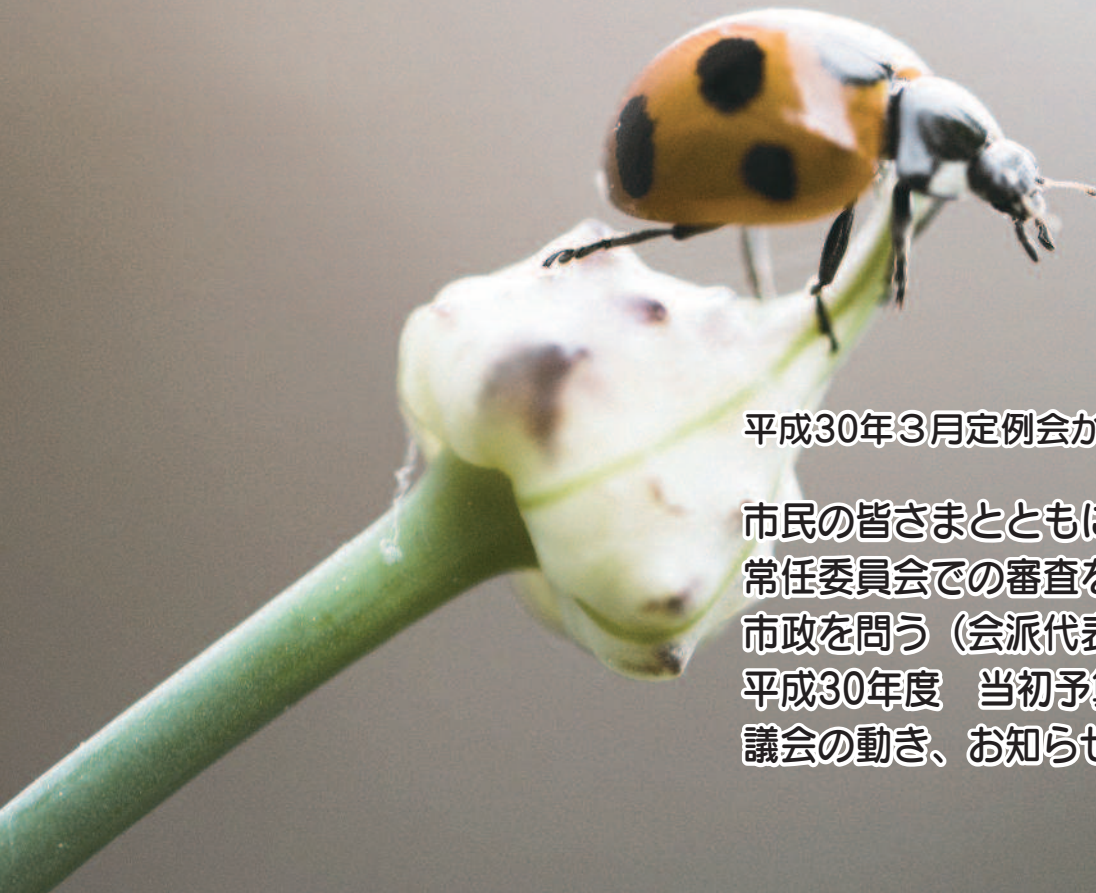 平成30年３月定例会か
市民の皆さまとともに
常任委員会での審査を
市政を問う（会派代表
平成30年度　当初予算
議会の動き、お知らせ